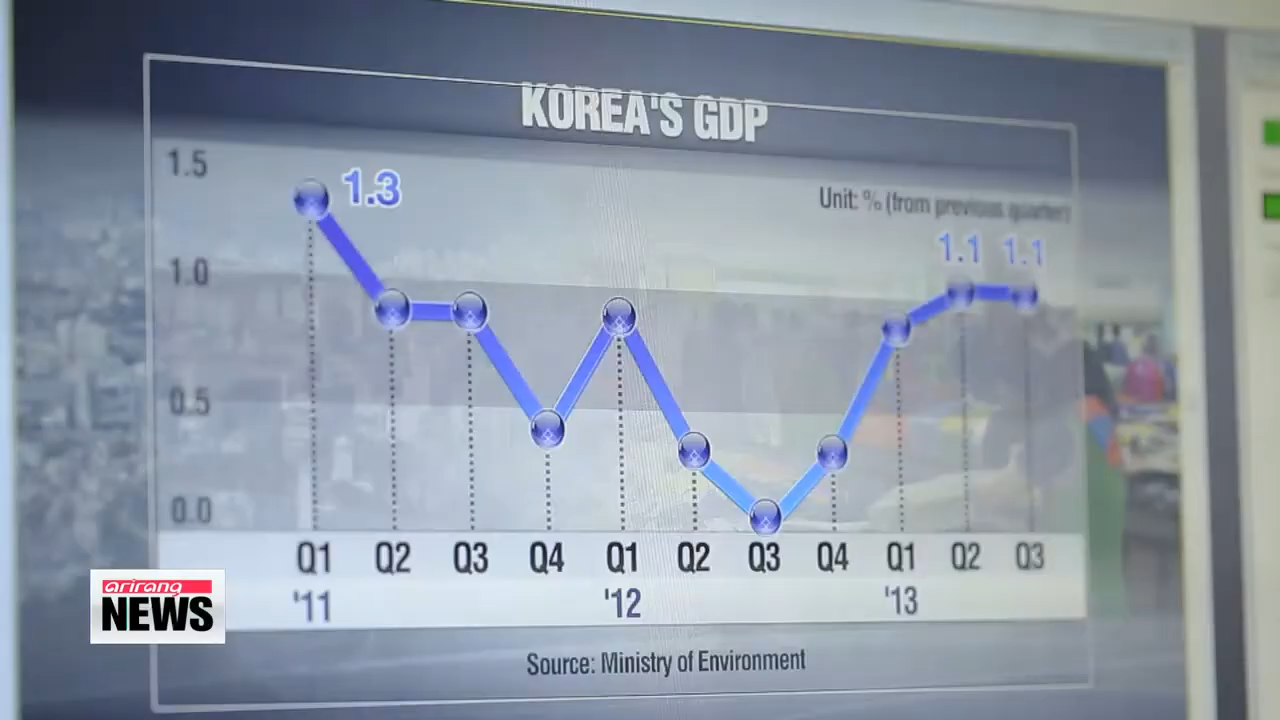 KOREA'S GDP
Unit: % (from previous quarter)
1.5
1.3
1.1 1.1
1.0
0.5
0.0
Q1 Q2 Q3 Q4 Q1 Q2 Q3 Q4 Q1 Q2 Q3
'11 '12 '13
Source: Ministry of Environment
arirang
NEWS